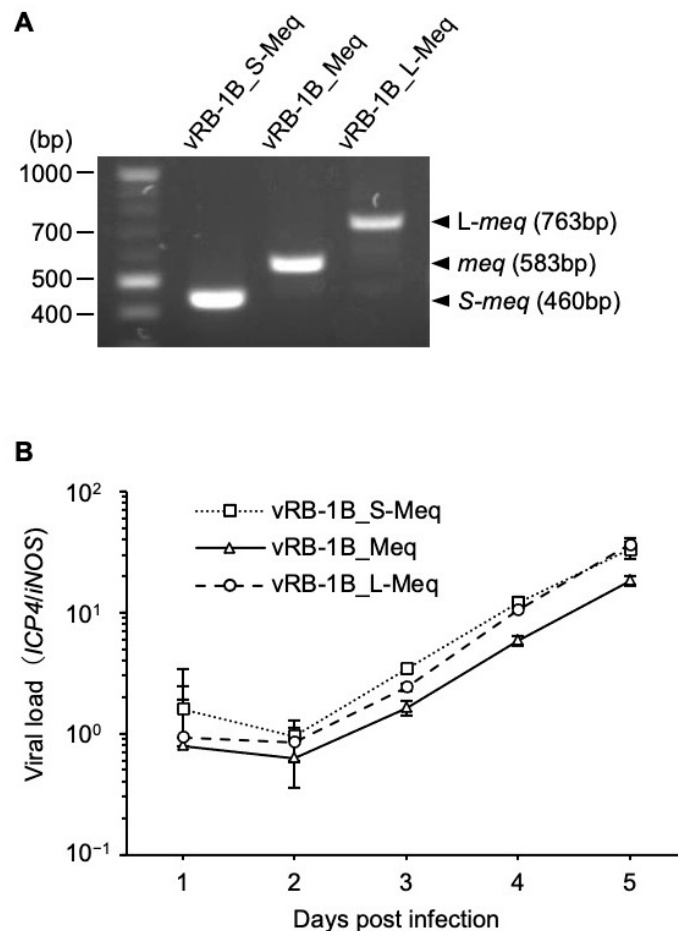 A
vRB-1B_S-Meq
vRB-1B_Meq
vRB-1B_L-Meq
(bp)
1000
700
500
400
L-meq (763bp)
meq (583bp)
S-meq (460bp)
B
Viral load (ICP4/iNOS)
10²
10¹
10⁰
10⁻¹
vRB-1B_S-Meq
vRB-1B_Meq
vRB-1B_L-Meq
1 2 3 4 5
Days post infection